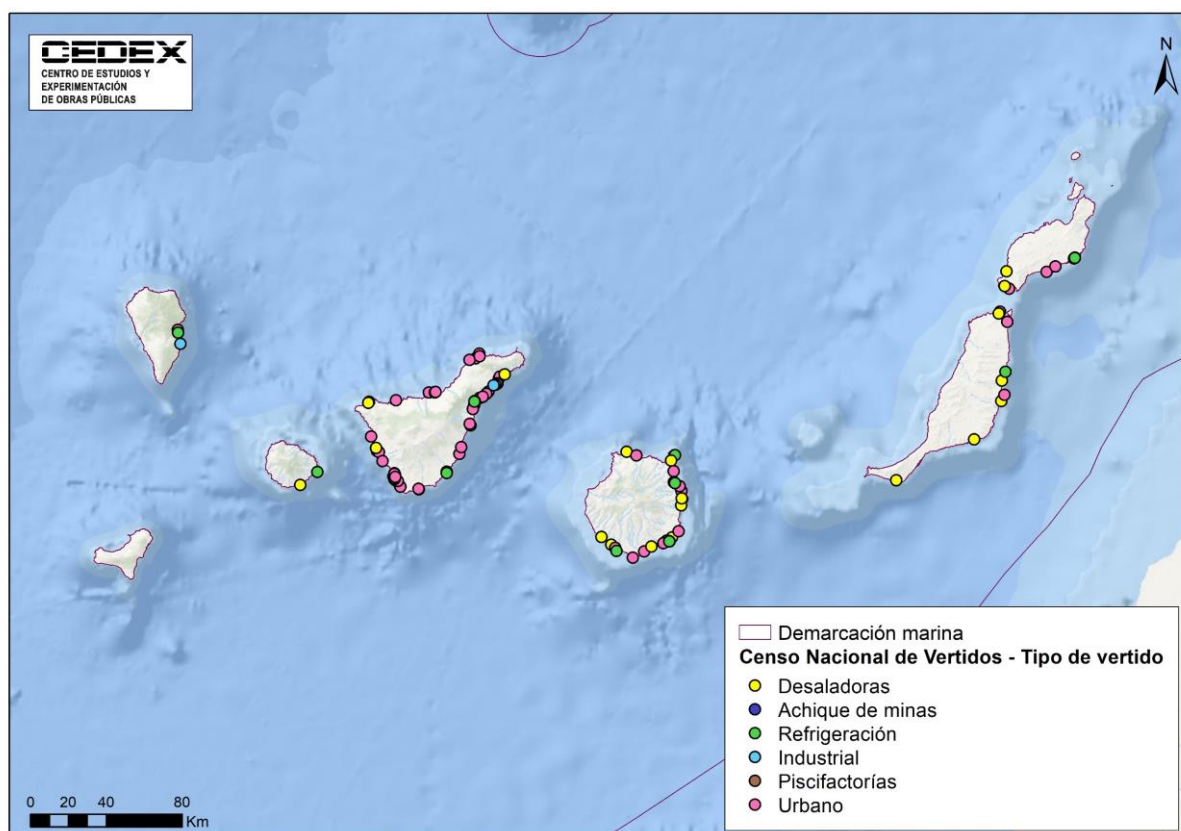 CEDEX
CENTRO DE ESTUDIOS Y
EXPERIMENTACIÓN
DE OBRAS PÚBLICAS
N
Demarcación marina
Censo Nacional de Vertidos - Tipo de vertido
Desaladoras
Achique de minas
Refrigeración
Industrial
Piscifactorías
Urbano
0 20 40 80
Km